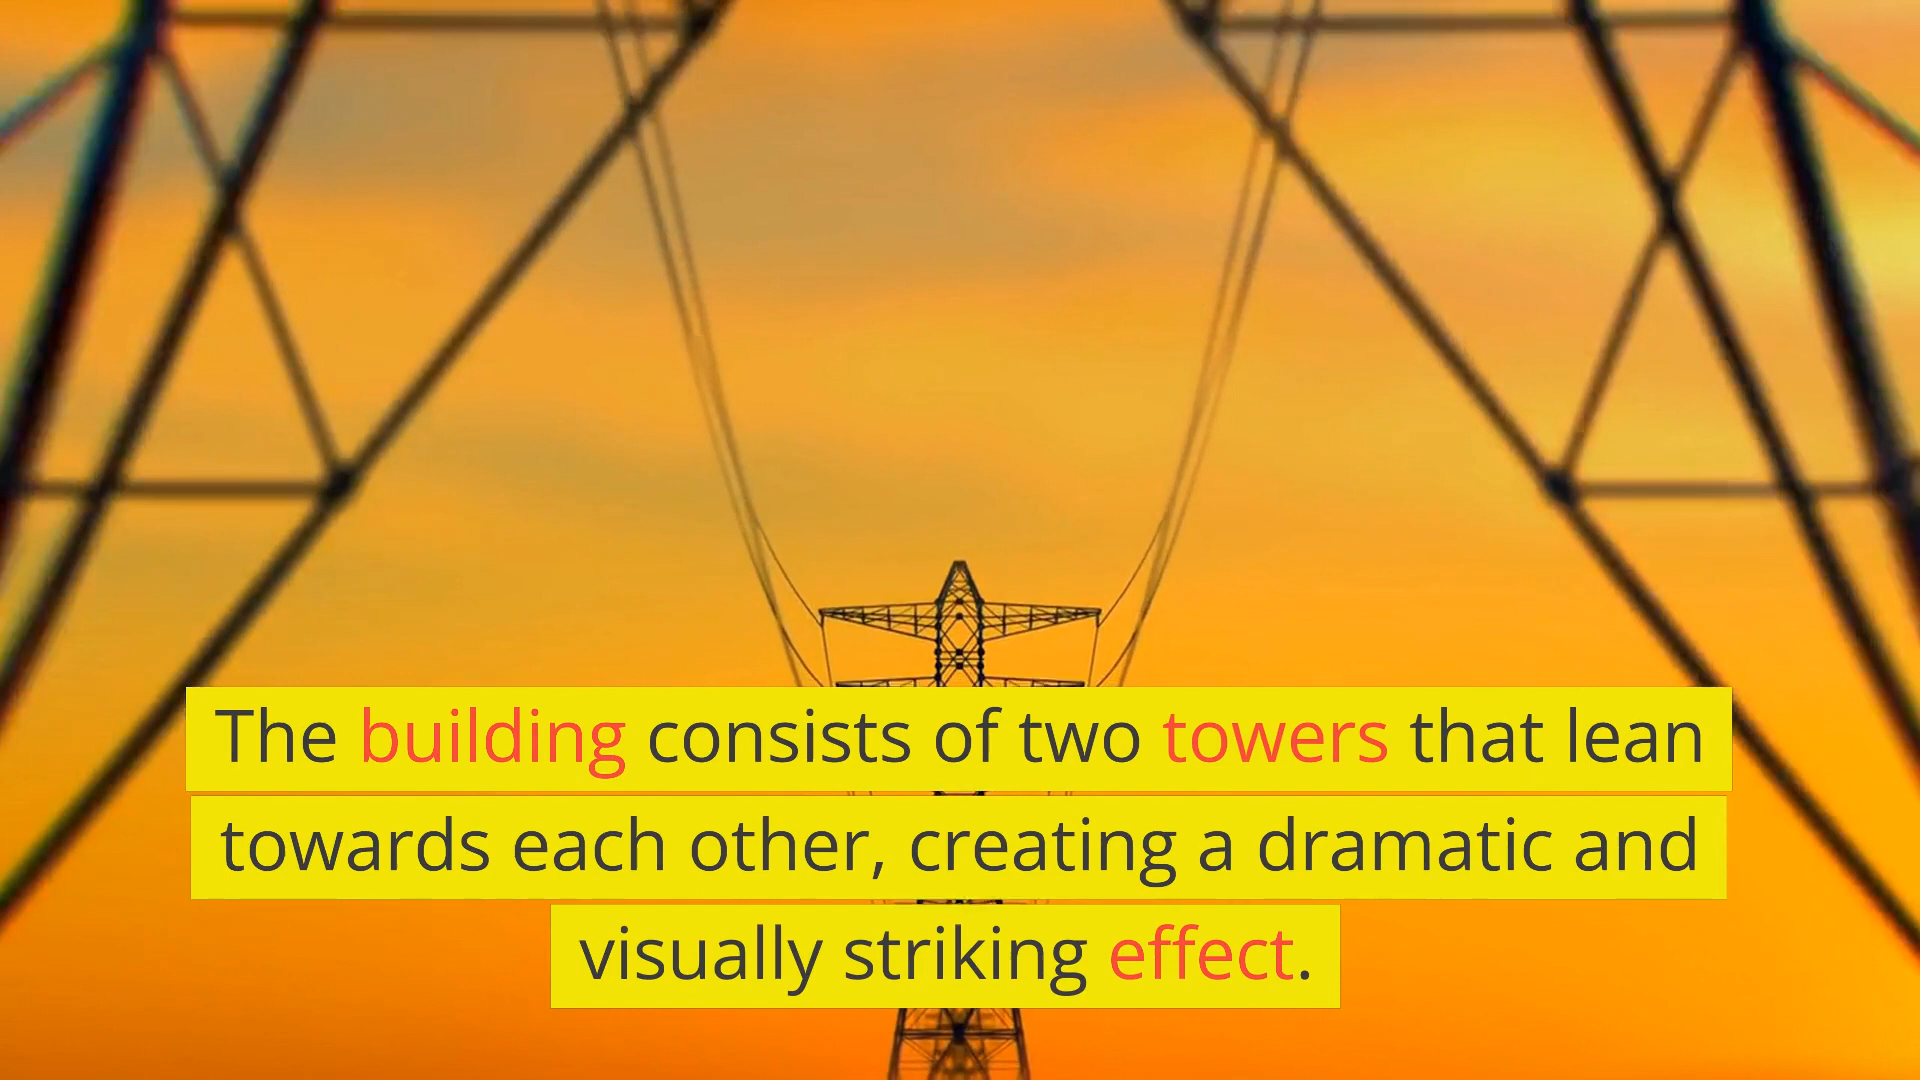 The building consists of two towers that lean
towards each other, creating a dramatic and
visually striking effect.